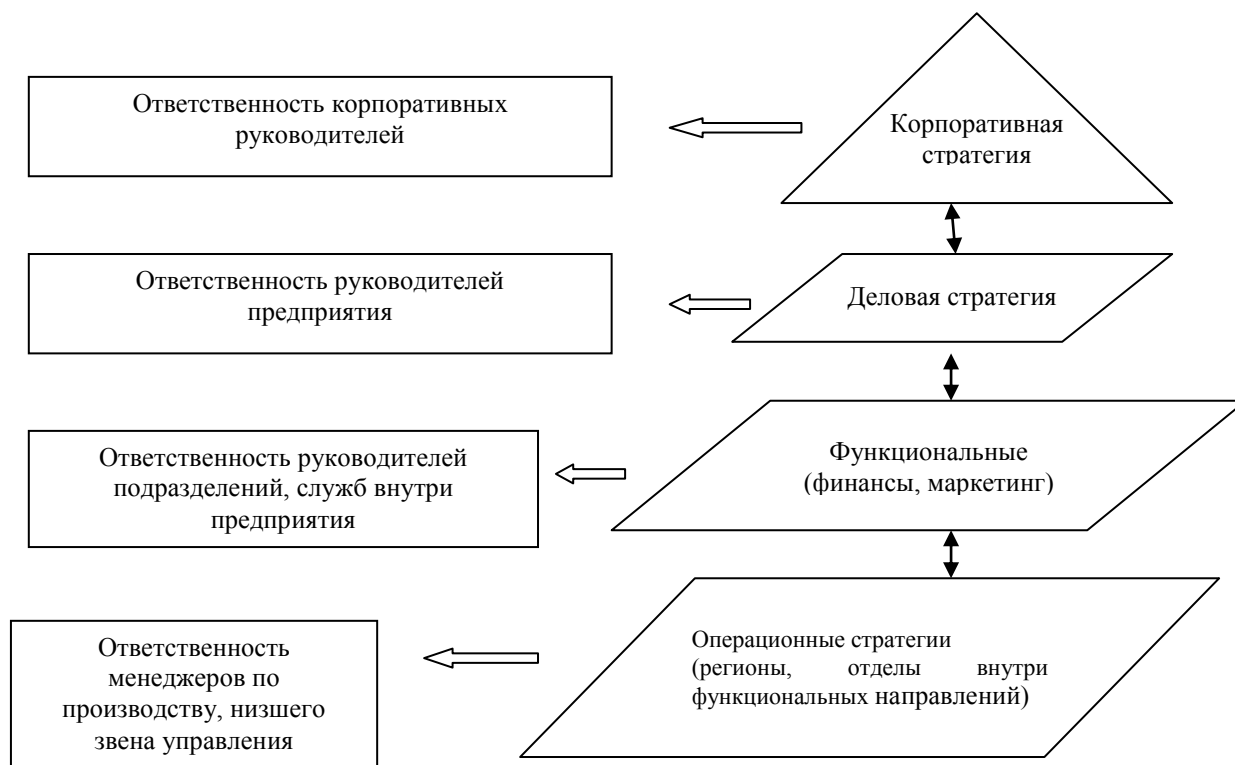 Ответственность корпоративных
руководителей
Корпоративная
стратегия
Ответственность руководителей
предприятия
Деловая стратегия
Ответственность руководителей
подразделений, служб внутри
предприятия
Функциональные
(финансы, маркетинг)
Ответственность
менеджеров по
производству, низшего
звена управления
Операционные стратегии
(регионы, отделы внутри
функциональных направлений)